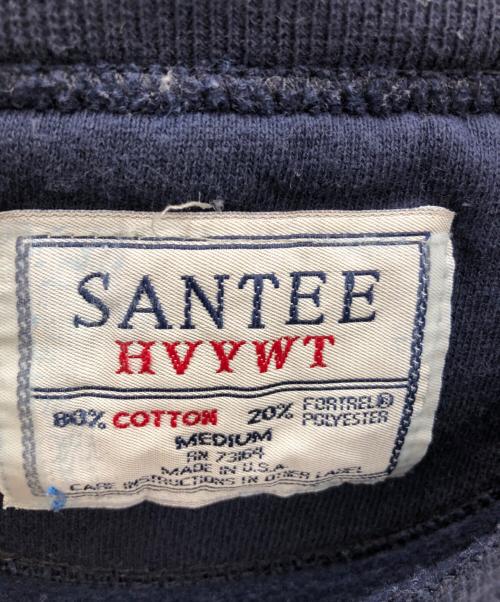 SANTEE
HVYWT
80% COTTON 20% FORTREL® POLYESTER
MEDIUM
RN 73164
MADE IN U.S.A
CARE INSTRUCTIONS IN OTHER LABEL